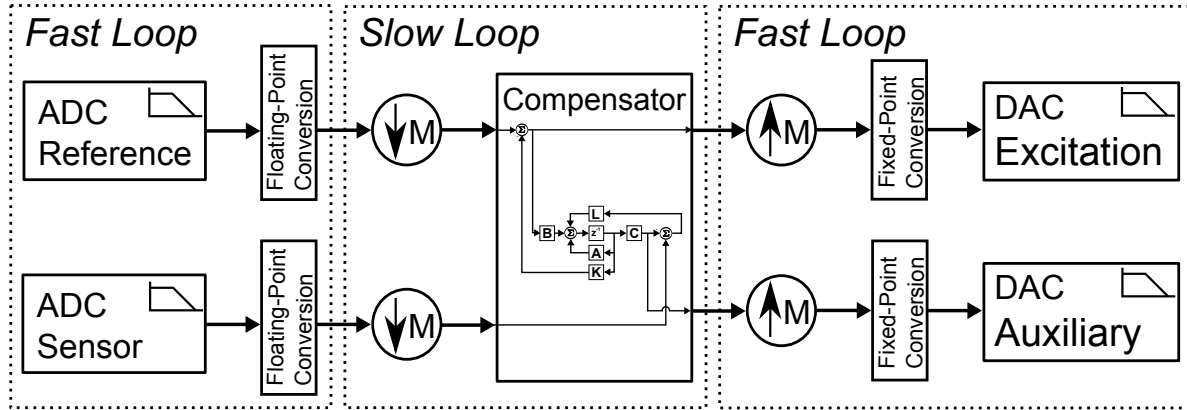 Fast Loop
ADC
Reference
Floating-Point
Conversion
ADC
Sensor
Floating-Point
Conversion
Slow Loop
M
M
Compensator
Σ
L
B
Σ
z⁻¹
C
Σ
A
K
Fast Loop
M
Fixed-Point
Conversion
DAC
Excitation
M
Fixed-Point
Conversion
DAC
Auxiliary